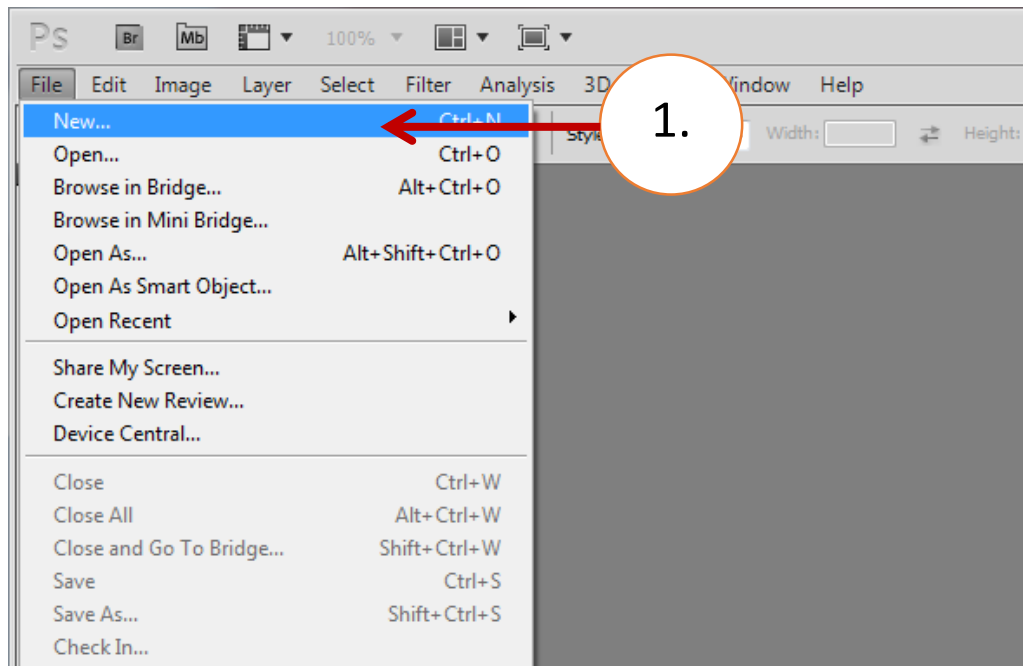 Ps Br Mb 100%
File Edit Image Layer Select Filter Analysis 3D Window Help
1.
Style Width: Height:
New... Ctrl+N
Open... Ctrl+O
Browse in Bridge... Alt+Ctrl+O
Browse in Mini Bridge...
Open As... Alt+Shift+Ctrl+O
Open As Smart Object...
Open Recent
Share My Screen...
Create New Review...
Device Central...
Close Ctrl+W
Close All Alt+Ctrl+W
Close and Go To Bridge... Shift+Ctrl+W
Save Ctrl+S
Save As... Shift+Ctrl+S
Check In...